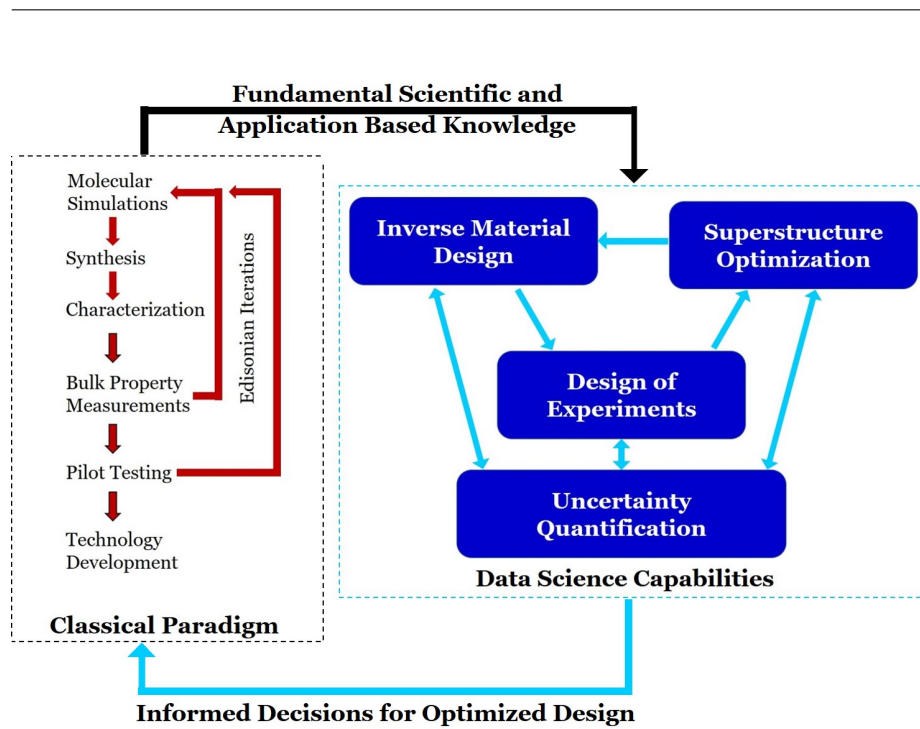 Fundamental Scientific and
Application Based Knowledge
Molecular
Simulations
Synthesis
Characterization
Bulk Property
Measurements
Pilot Testing
Technology
Development
Edisonian Iterations
Classical Paradigm
Inverse Material
Design
Superstructure
Optimization
Design of
Experiments
Uncertainty
Quantification
Data Science Capabilities
Informed Decisions for Optimized Design